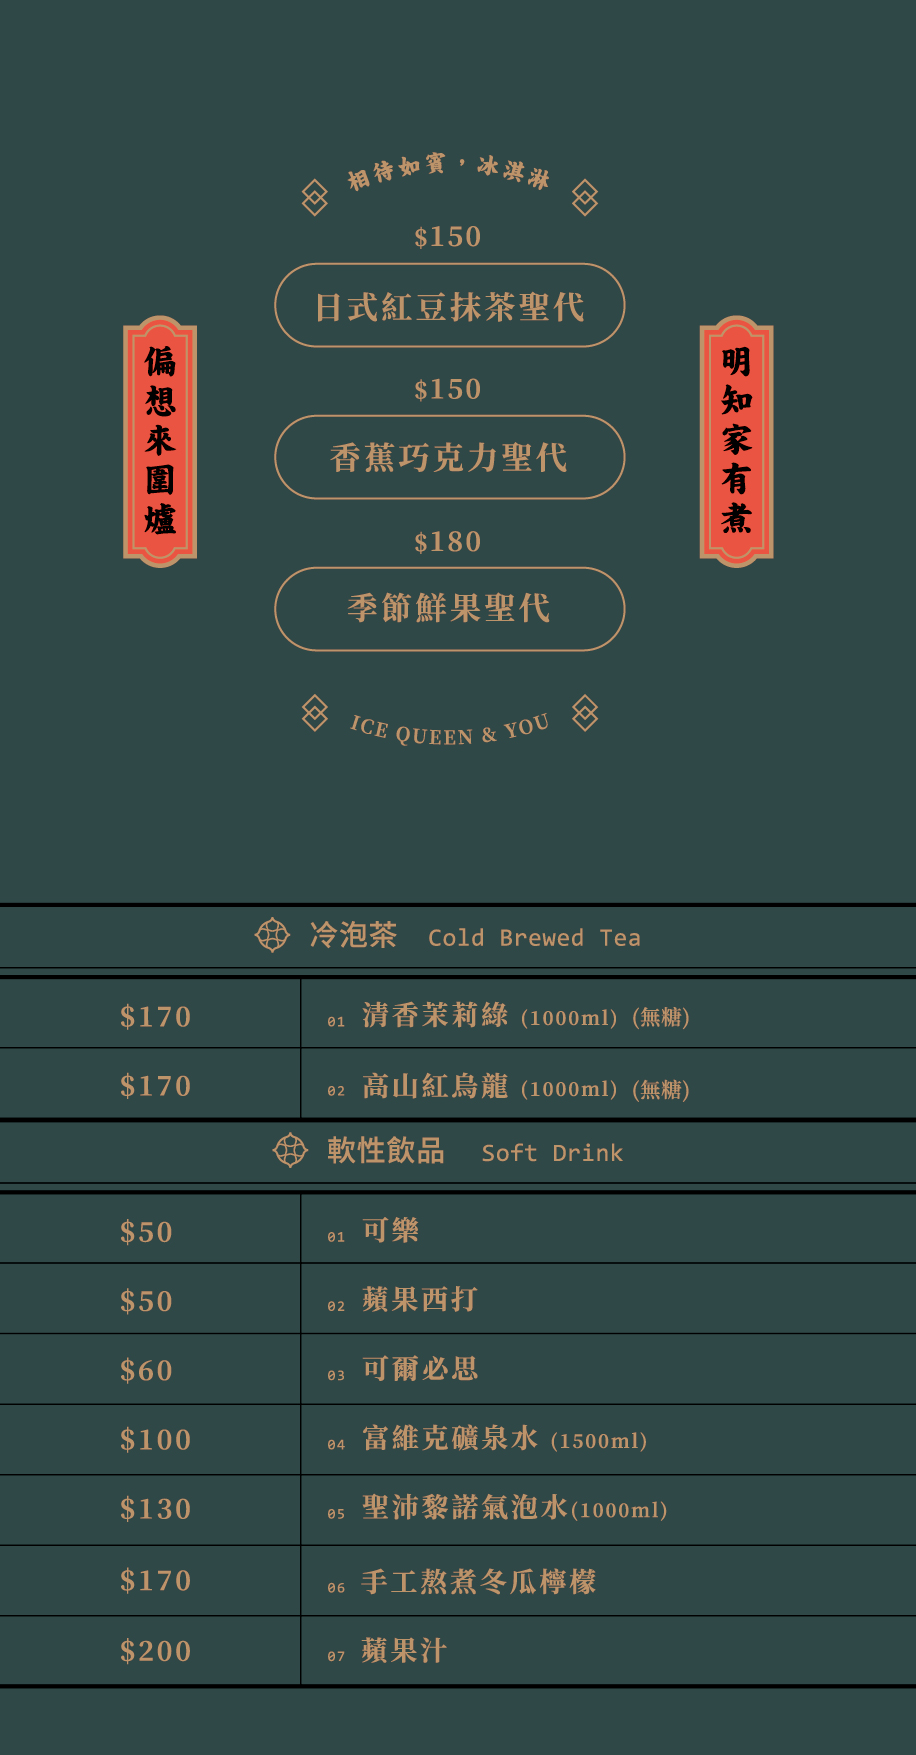 相待如賓，冰淇淋
$150
日式紅豆抹茶聖代
$150
香蕉巧克力聖代
$180
季節鮮果聖代
ICE QUEEN & YOU
明知家有煮
偏想來圍爐
冷泡茶 Cold Brewed Tea
$170 01 清香茉莉綠 (1000ml) (無糖)
$170 02 高山紅烏龍 (1000ml) (無糖)
軟性飲品 Soft Drink
$50 01 可樂
$50 02 蘋果西打
$60 03 可爾必思
$100 04 富維克礦泉水 (1500ml)
$130 05 聖沛黎諾氣泡水(1000ml)
$170 06 手工熬煮冬瓜檸檬
$200 07 蘋果汁